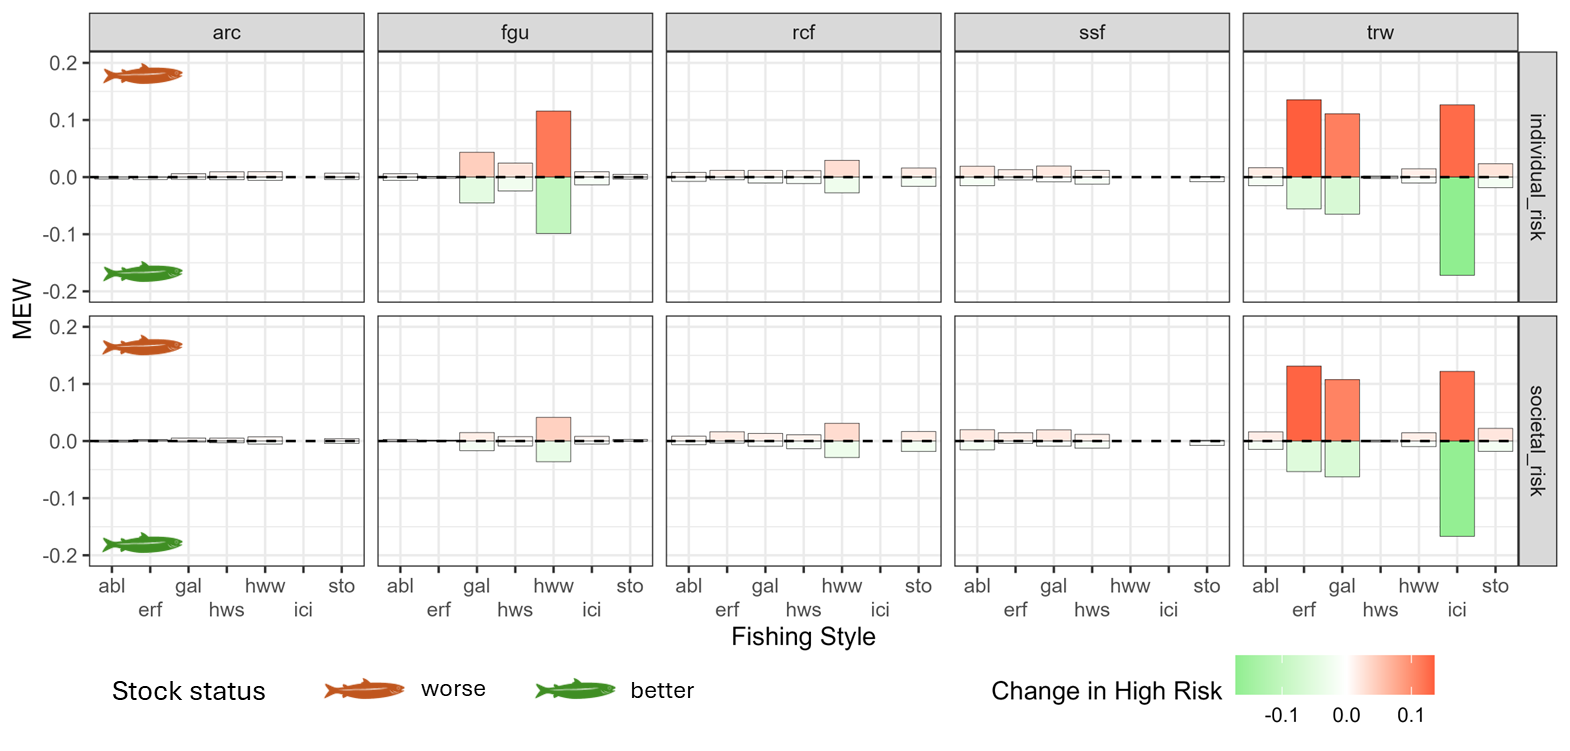 arc fgu rcf ssf trw
0.2
0.1
0.0
-0.1
-0.2
individual_risk
MEW
0.2
0.1
0.0
-0.1
-0.2
societal_risk
abl gal hww sto abl gal hww sto abl gal hww sto abl gal hww sto abl gal hww sto
erf hws ici erf hws ici erf hws ici erf hws ici erf hws ici
Fishing Style
Stock status worse better Change in High Risk
-0.1 0.0 0.1